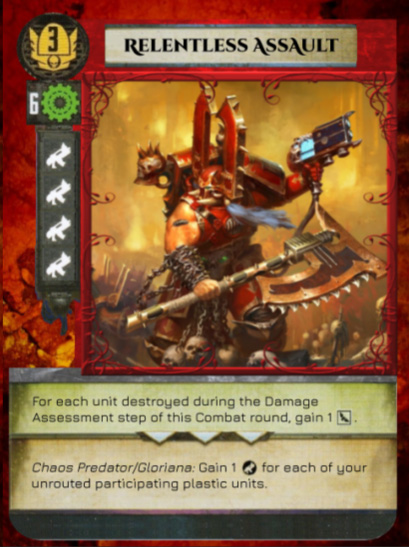 3
RELENTLESS ASSAULT
6
For each unit destroyed during the Damage
Assessment step of this Combat round, gain 1 .
Chaos Predator/Gloriana: Gain 1 for each of your
unrouted participating plastic units.